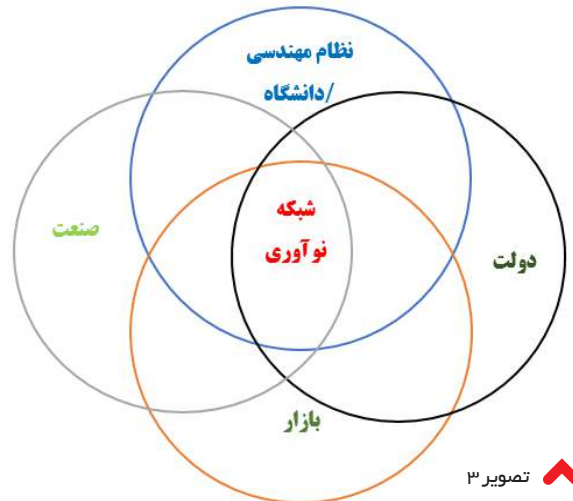 نظام مهندسی
/دانشگاه
صنعت
شبکه
نوآوری
دولت
بازار
تصویر ۳